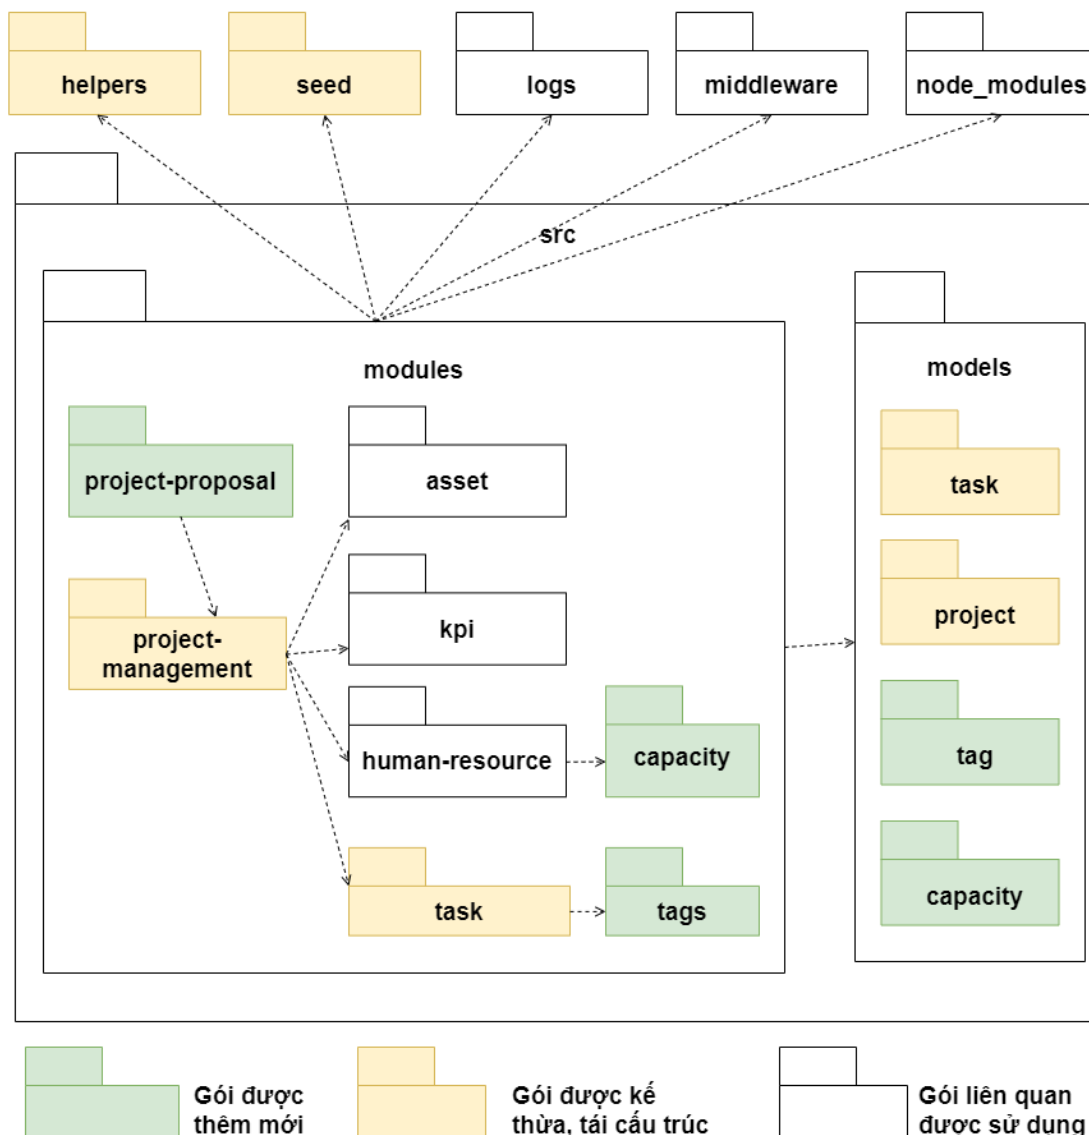 helpers
seed
logs
middleware
node_modules
src
modules
models
project-proposal
asset
task
kpi
project
project-
management
human-resource
capacity
tag
task
tags
capacity
Gói được
thêm mới
Gói được kế
thừa, tái cấu trúc
Gói liên quan
được sử dụng